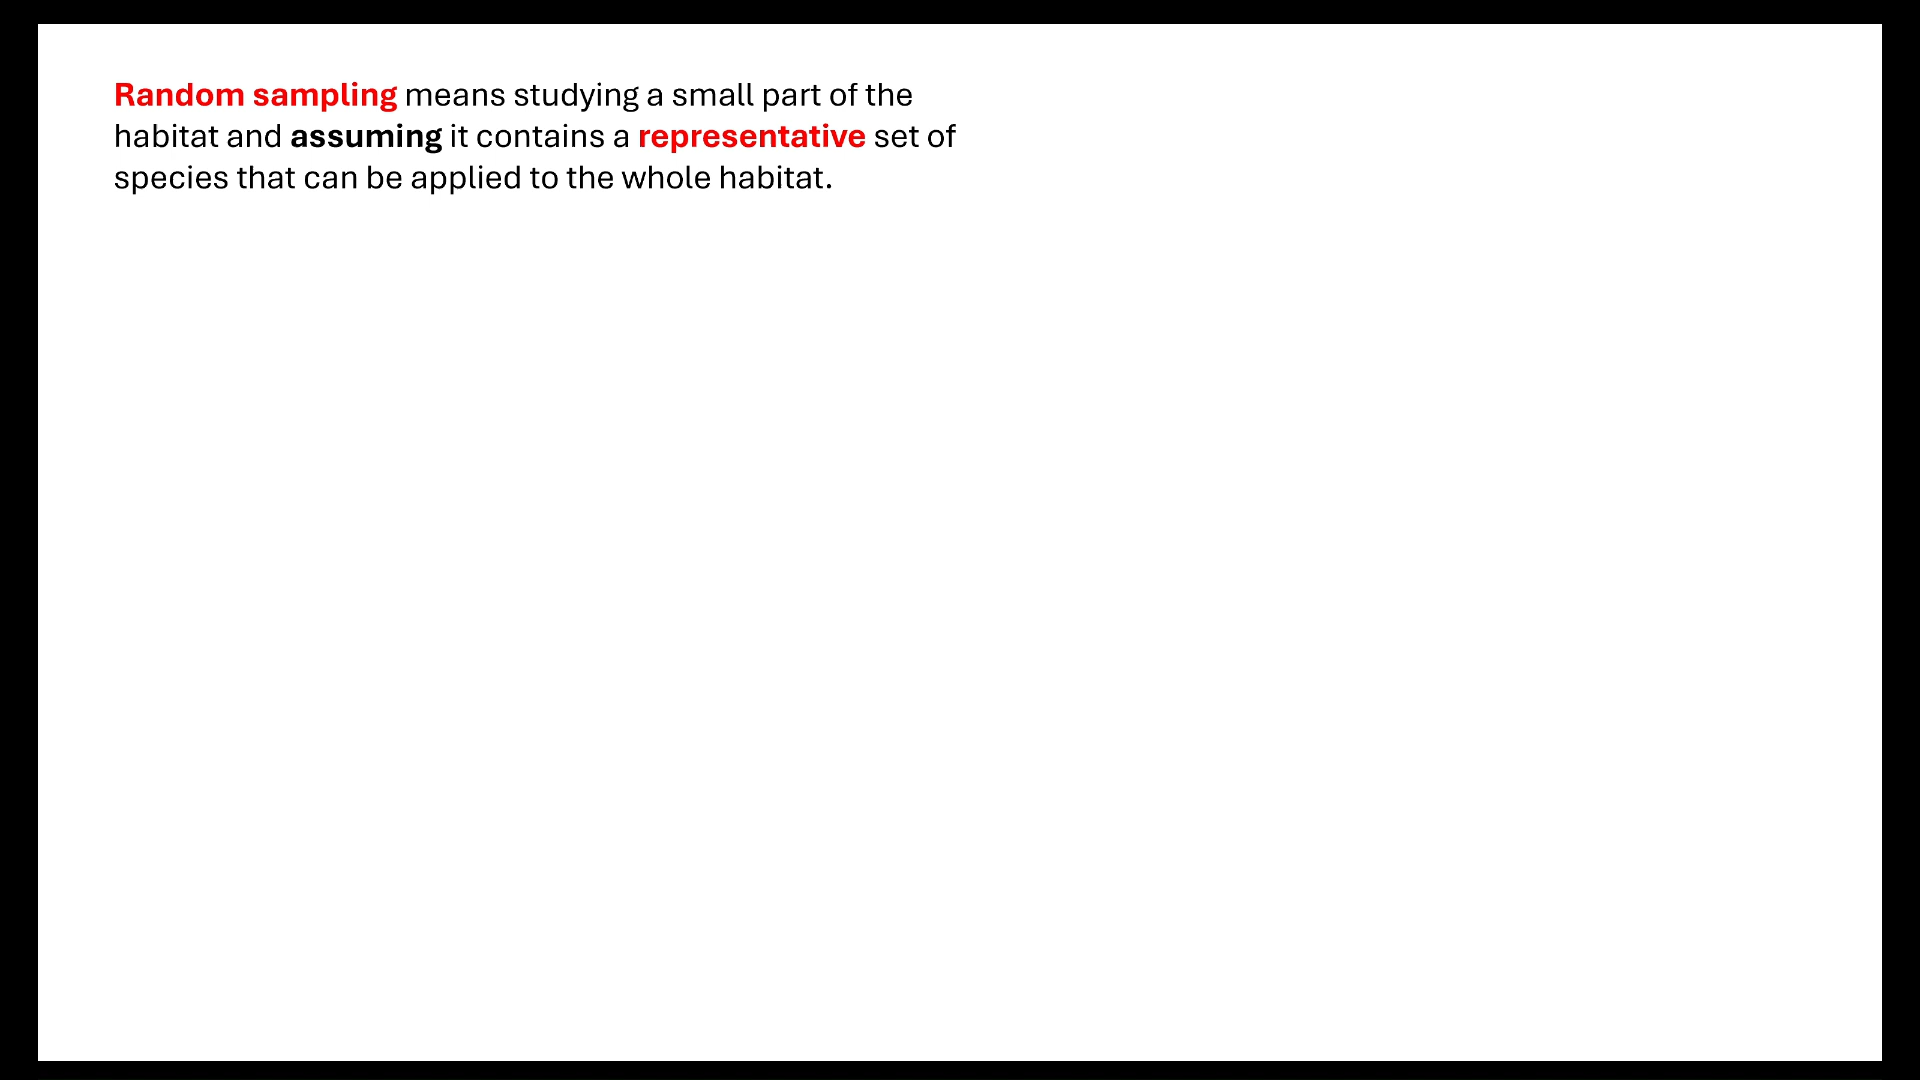 Random sampling means studying a small part of the
habitat and assuming it contains a representative set of
species that can be applied to the whole habitat.